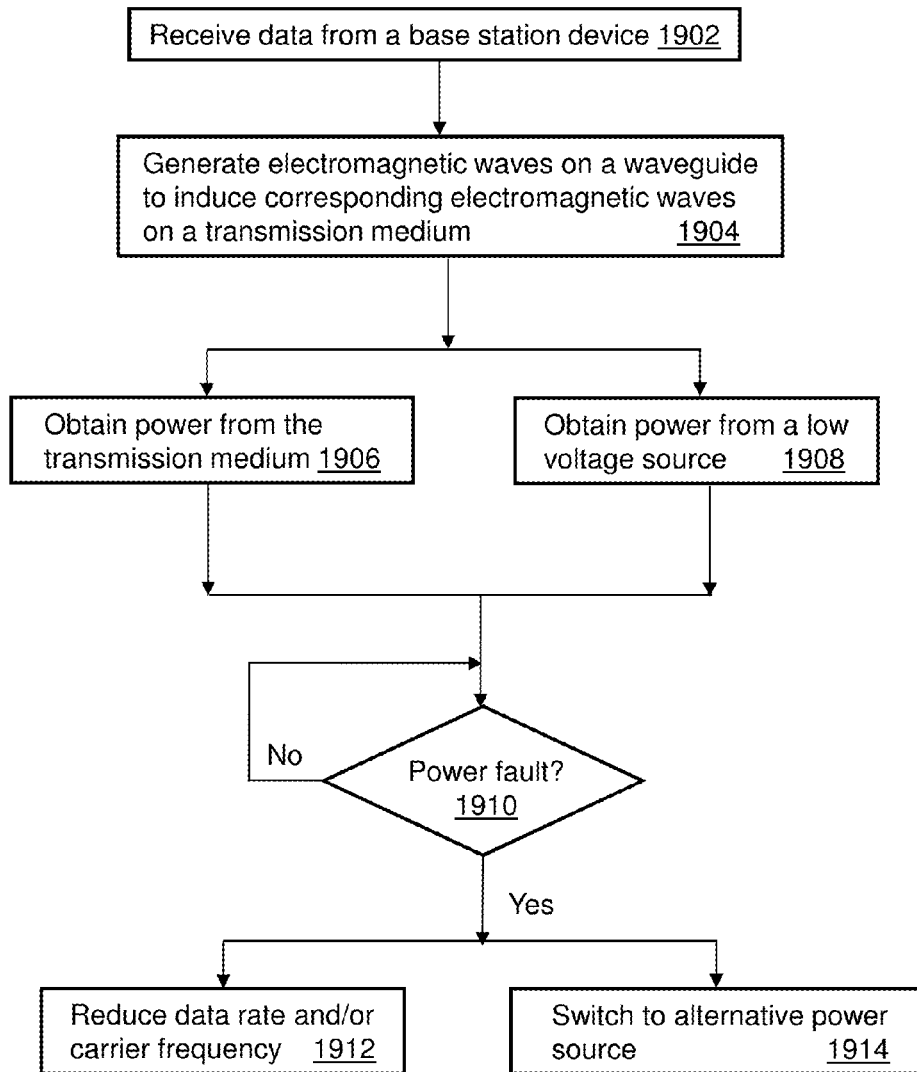 Receive data from a base station device 1902
Generate electromagnetic waves on a waveguide
to induce corresponding electromagnetic waves
on a transmission medium 1904
Obtain power from the
transmission medium 1906
Obtain power from a low
voltage source 1908
No
Power fault?
1910
Yes
Reduce data rate and/or
carrier frequency 1912
Switch to alternative power
source 1914